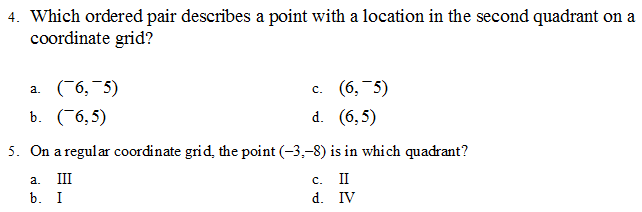 4. Which ordered pair describes a point with a location in the second quadrant on a
coordinate grid?
a. (⁻6,⁻5) c. (6,⁻5)
b. (⁻6,5) d. (6,5)
5. On a regular coordinate grid, the point (−3,−8) is in which quadrant?
a. III c. II
b. I d. IV